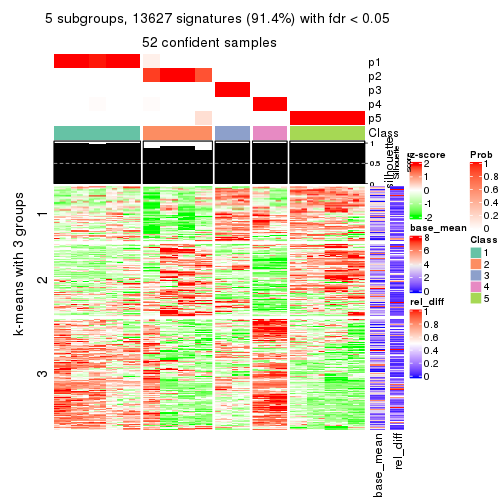 5 subgroups, 13627 signatures (91.4%) with fdr < 0.05
52 confident samples
p1
p2
p3
p4
p5
Class
1
0.5
0
silhouette
Silhouette
score
k-means with 3 groups
1
2
3
base_mean
rel_diff
z-score
2
1
0
-1
-2
base_mean
8
6
4
2
0
rel_diff
1
0.8
0.6
0.4
0.2
0
Prob
1
0.8
0.6
0.4
0.2
0
Class
1
2
3
4
5